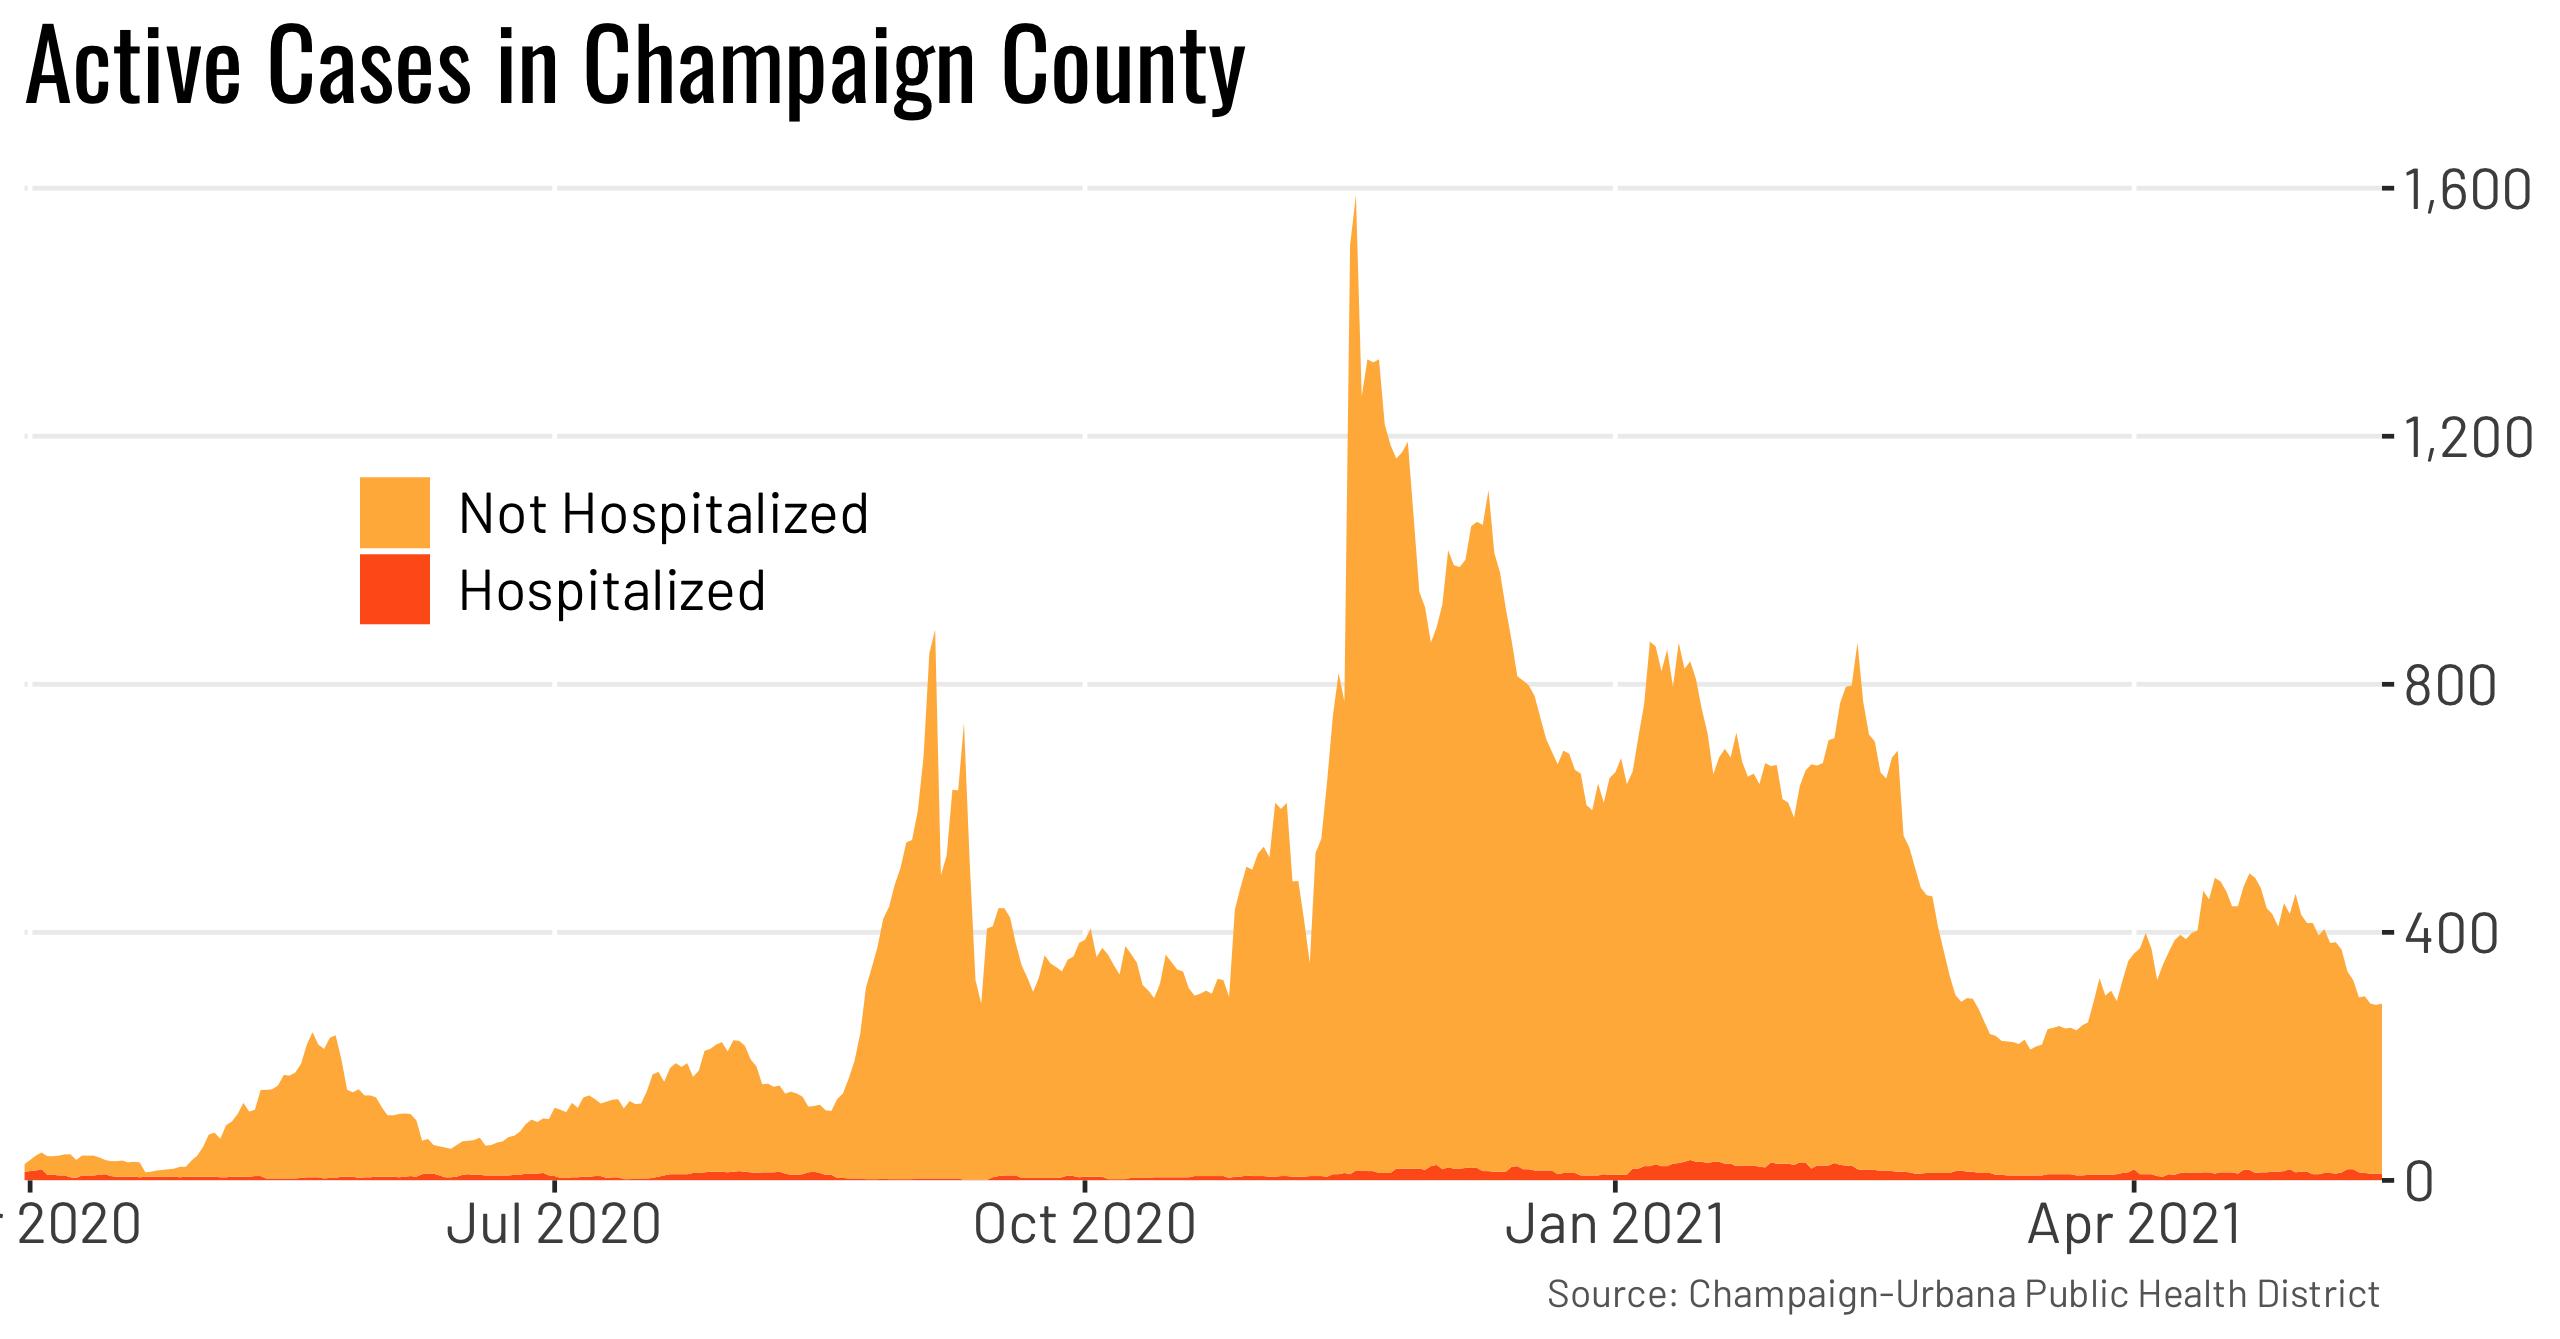 Active Cases in Champaign County
1,600
1,200
Not Hospitalized
Hospitalized
800
400
0
2020 Jul 2020 Oct 2020 Jan 2021 Apr 2021
Source: Champaign-Urbana Public Health District